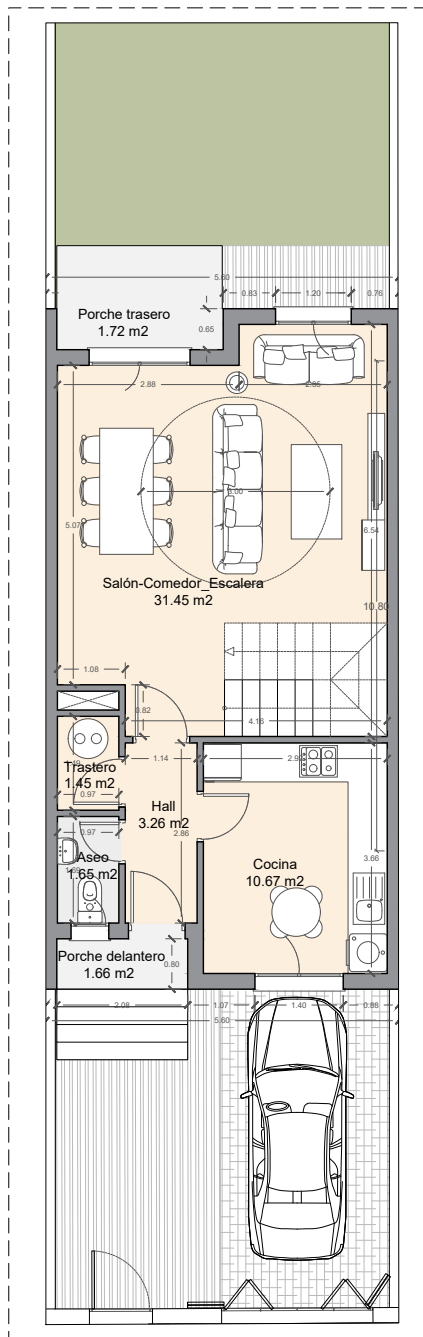 5.60
0.83
1.20
0.76
Porche trasero
1.72 m2
0.65
2.88
3.00
5.07
6.54
Salón-Comedor_Escalera
31.45 m2
10.80
1.08
0.82
4.16
Trastero
1.45 m2
0.97
1.14
Hall
3.26 m2
2.86
0.97
Aseo
1.65 m2
Cocina
10.67 m2
3.66
Porche delantero
1.66 m2
0.80
2.08
1.07
1.40
0.88
5.60